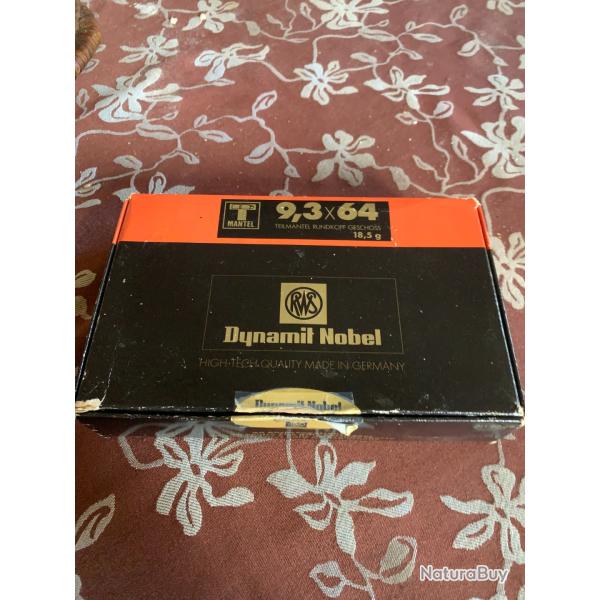 T
MANTEL
9,3x64
TEILMANTEL RUNDKOPF GESCHOSS
18,5 g
RWS
Dynamit Nobel
HIGH-TECH-QUALITY MADE IN GERMANY
Dynamit Nobel
NaturaBuy